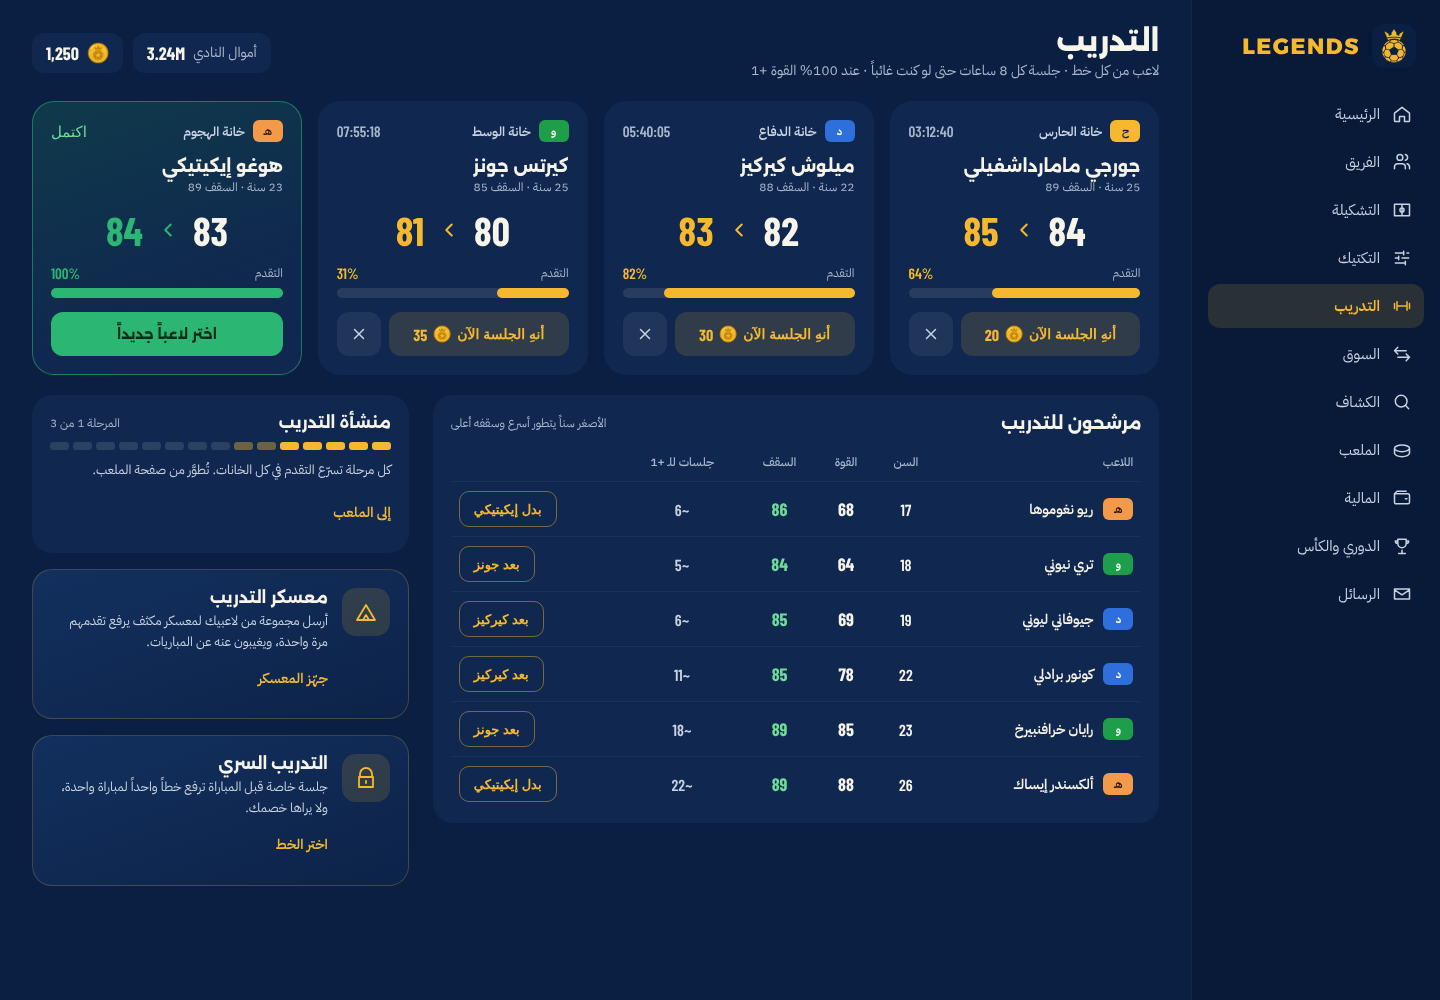 LEGENDS
الرئيسية
الفريق
التشكيلة
التكتيك
التدريب
السوق
الكشاف
الملعب
المالية
الدوري والكأس
الرسائل
التدريب
لاعب من كل خط · جلسة كل 8 ساعات حتى لو كنت غائباً · عند 100% القوة +1
أموال النادي 3.24M
1,250
ح خانة الحارس 03:12:40
جورجي مامارداشفيلي
25 سنة · السقف 89
84 85
التقدم 64%
أنهِ الجلسة الآن 20
د خانة الدفاع 05:40:05
ميلوش كيركيز
22 سنة · السقف 88
82 83
التقدم 82%
أنهِ الجلسة الآن 30
و خانة الوسط 07:55:18
كيرتس جونز
25 سنة · السقف 85
80 81
التقدم 31%
أنهِ الجلسة الآن 35
هـ خانة الهجوم اكتمل
هوغو إيكيتيكي
23 سنة · السقف 89
83 84
التقدم 100%
اختر لاعباً جديداً
مرشحون للتدريب
الأصغر سناً يتطور أسرع وسقفه أعلى
اللاعب السن القوة السقف جلسات للـ +1
هـ ريو نغوموها 17 68 86 ~6 بدل إيكيتيكي
و تري نيوني 18 64 84 ~5 بعد جونز
د جيوفاني ليوني 19 69 85 ~6 بعد كيركيز
د كونور برادلي 22 78 85 ~11 بعد كيركيز
و رايان خرافنبيرخ 23 85 89 ~18 بعد جونز
هـ ألكسندر إيساك 26 88 89 ~22 بدل إيكيتيكي
منشأة التدريب
المرحلة 1 من 3
كل مرحلة تسرّع التقدم في كل الخانات. تُطوَّر من صفحة الملعب.
إلى الملعب
معسكر التدريب
أرسل مجموعة من لاعبيك لمعسكر مكثف يرفع تقدمهم
مرة واحدة، ويغيبون عنه عن المباريات.
جهّز المعسكر
التدريب السري
جلسة خاصة قبل المباراة ترفع خطاً واحداً لمباراة واحدة،
ولا يراها خصمك.
اختر الخط